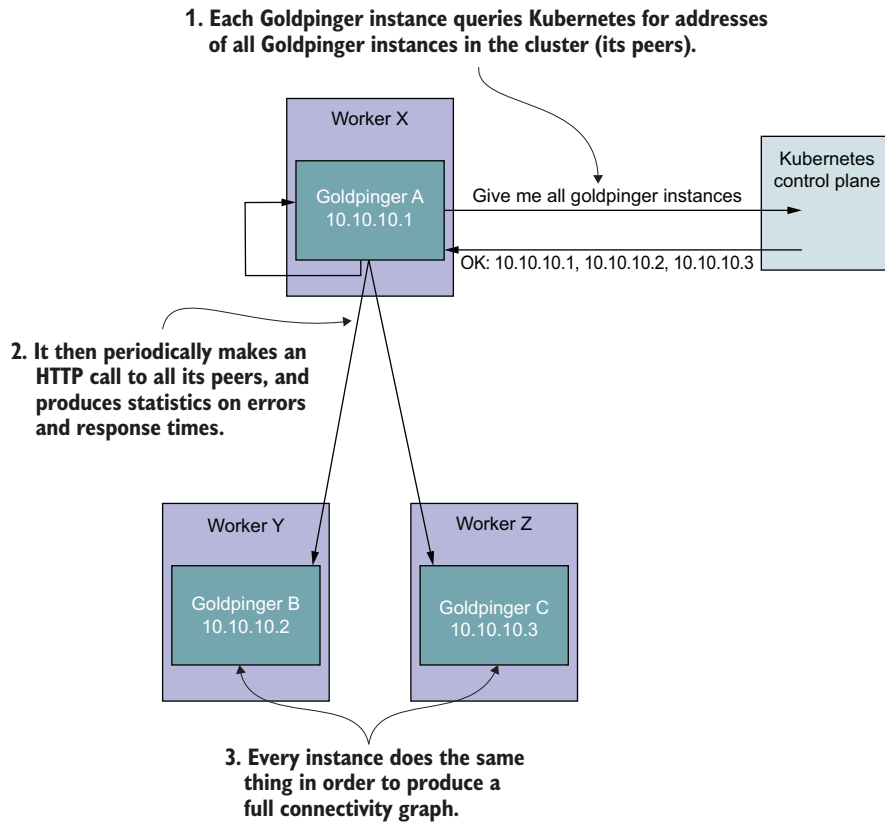 1. Each Goldpinger instance queries Kubernetes for addresses
of all Goldpinger instances in the cluster (its peers).
Worker X
Goldpinger A
10.10.10.1
Give me all goldpinger instances
Kubernetes
control plane
OK: 10.10.10.1, 10.10.10.2, 10.10.10.3
2. It then periodically makes an
HTTP call to all its peers, and
produces statistics on errors
and response times.
Worker Y
Goldpinger B
10.10.10.2
Worker Z
Goldpinger C
10.10.10.3
3. Every instance does the same
thing in order to produce a
full connectivity graph.